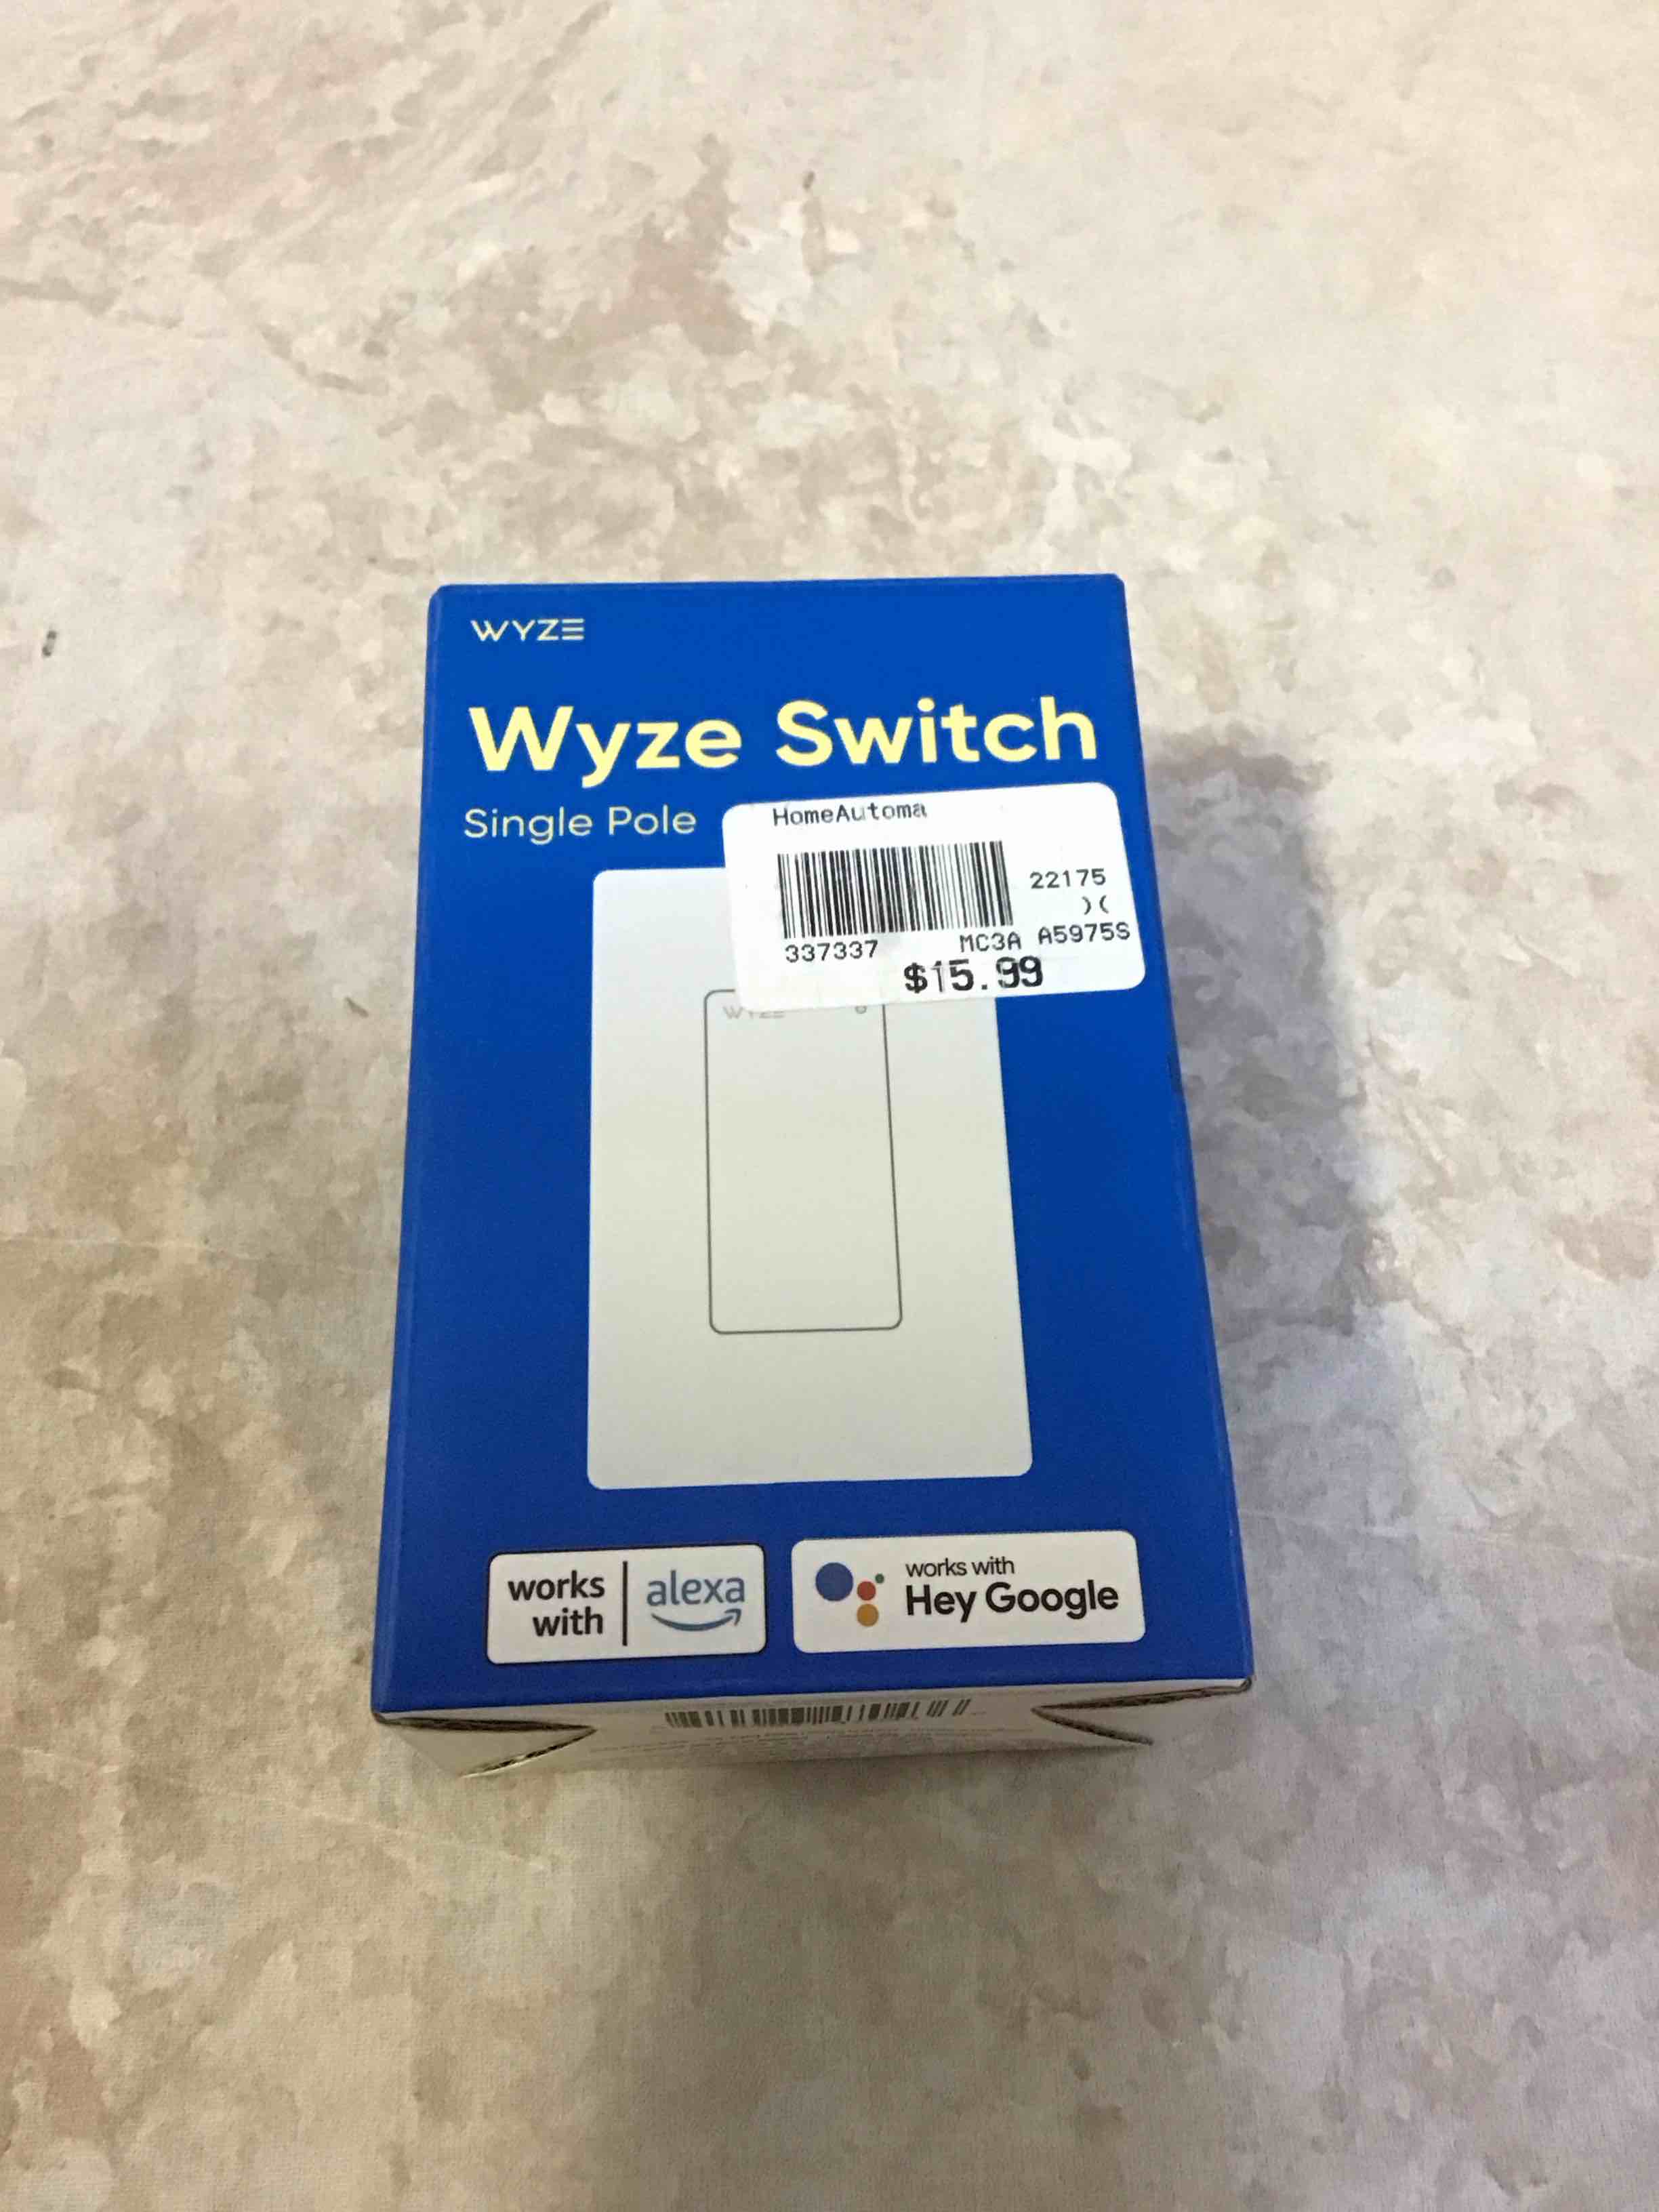 WYZE
Wyze Switch
Single Pole
HomeAutoma
22175
)(
337337 MC3A A5975S
$15.99
WYZE
works with
alexa
works with
Hey Google